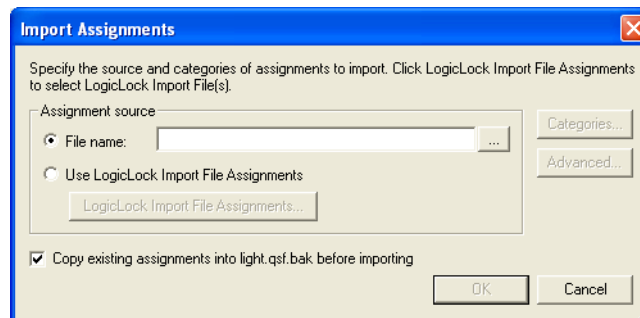 Import Assignments
Specify the source and categories of assignments to import. Click LogicLock Import File Assignments
to select LogicLock Import File(s).
Assignment source
File name:
...
Categories...
Advanced...
Use LogicLock Import File Assignments
LogicLock Import File Assignments...
Copy existing assignments into light.qsf.bak before importing
OK
Cancel